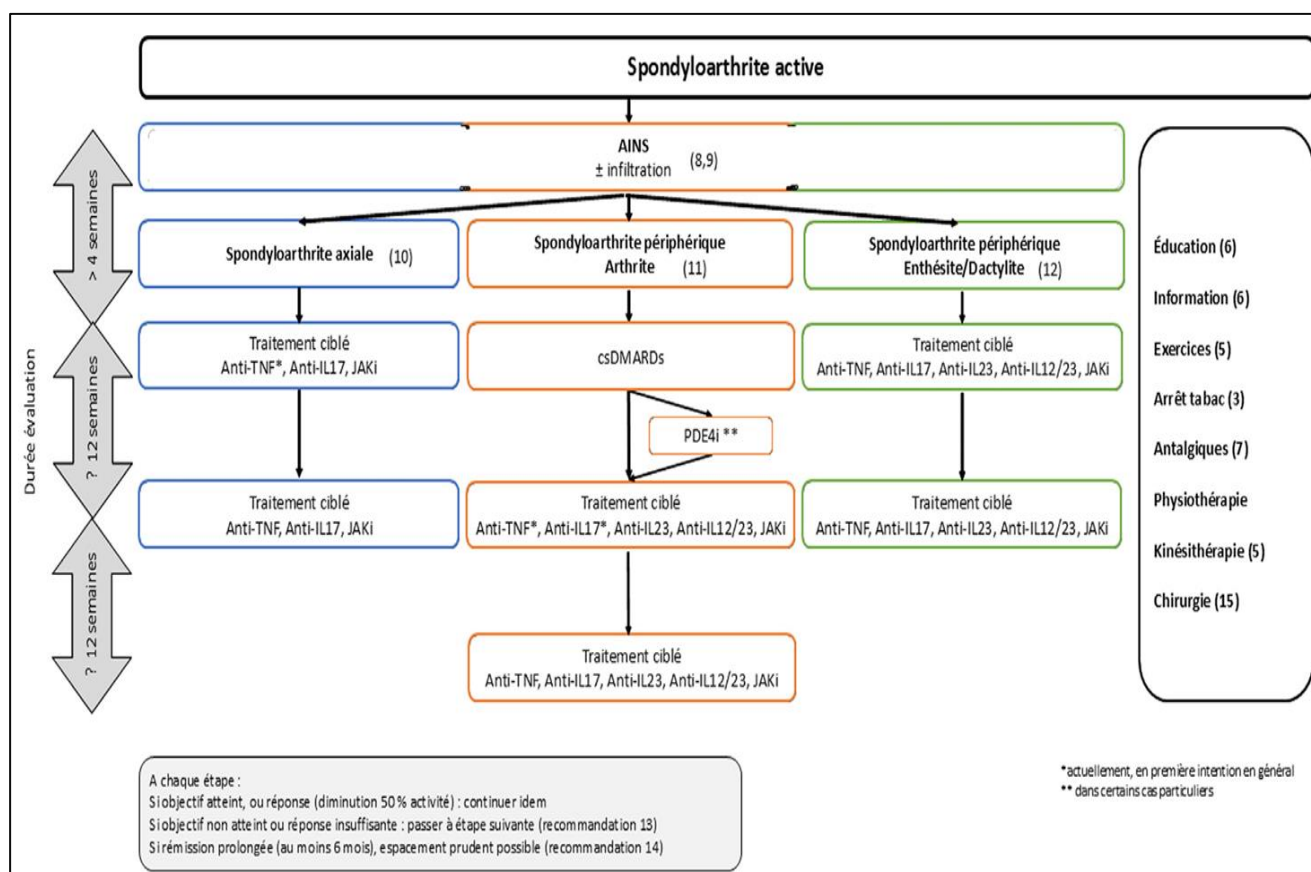 Spondyloarthrite active
AINS
± infiltration (8,9)
Spondyloarthrite axiale (10)
Spondyloarthrite périphérique
Arthrite (11)
Spondyloarthrite périphérique
Enthésite/Dactylite (12)
Traitement ciblé
Anti-TNF*, Anti-IL17, JAKi
csDMARDs
Traitement ciblé
Anti-TNF, Anti-IL17, Anti-IL23, Anti-IL12/23, JAKi
PDE4i **
Traitement ciblé
Anti-TNF, Anti-IL17, JAKi
Traitement ciblé
Anti-TNF*, Anti-IL17*, Anti-IL23, Anti-IL12/23, JAKi
Traitement ciblé
Anti-TNF, Anti-IL17, Anti-IL23, Anti-IL12/23, JAKi
Traitement ciblé
Anti-TNF, Anti-IL17, Anti-IL23, Anti-IL12/23, JAKi
Durée évaluation
> 4 semaines
? 12 semaines
? 12 semaines
Éducation (6)
Information (6)
Exercices (5)
Arrêt tabac (3)
Antalgiques (7)
Physiothérapie
Kinésithérapie (5)
Chirurgie (15)
A chaque étape :
Si objectif atteint, ou réponse (diminution 50 % activité) : continuer idem
Si objectif non atteint ou réponse insuffisante : passer à étape suivante (recommandation 13)
Si rémission prolongée (au moins 6 mois), espacement prudent possible (recommandation 14)
*actuellement, en première intention en général
** dans certains cas particuliers